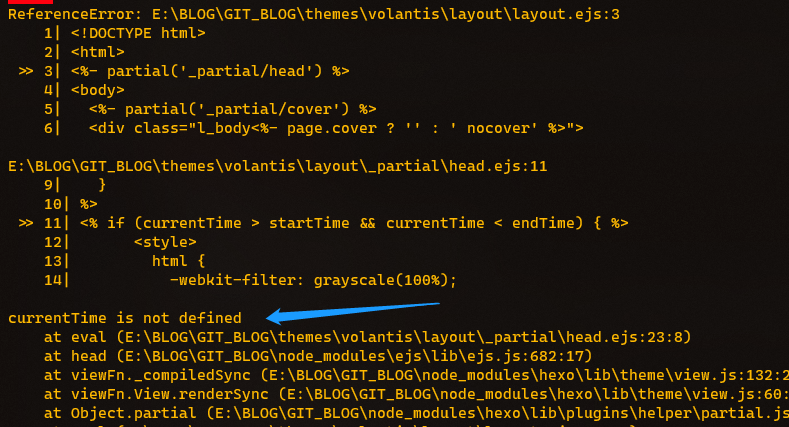 ReferenceError: E:\BLOG\GIT_BLOG\themes\volantis\layout\layout.ejs:3
1| <!DOCTYPE html>
2| <html>
>> 3| <%- partial('_partial/head') %>
4| <body>
5| <%- partial('_partial/cover') %>
6| <div class="l_body<%- page.cover ? '' : ' nocover' %>">
E:\BLOG\GIT_BLOG\themes\volantis\layout\_partial\head.ejs:11
9| }
10| %>
>> 11| <% if (currentTime > startTime && currentTime < endTime) { %>
12| <style>
13| html {
14| -webkit-filter: grayscale(100%);
currentTime is not defined
at eval (E:\BLOG\GIT_BLOG\themes\volantis\layout\_partial\head.ejs:23:8)
at head (E:\BLOG\GIT_BLOG\node_modules\ejs\lib\ejs.js:682:17)
at viewFn._compiledSync (E:\BLOG\GIT_BLOG\node_modules\hexo\lib\theme\view.js:132:2
at viewFn.View.renderSync (E:\BLOG\GIT_BLOG\node_modules\hexo\lib\theme\view.js:60:
at Object.partial (E:\BLOG\GIT_BLOG\node_modules\hexo\lib\plugins\helper\partial.js